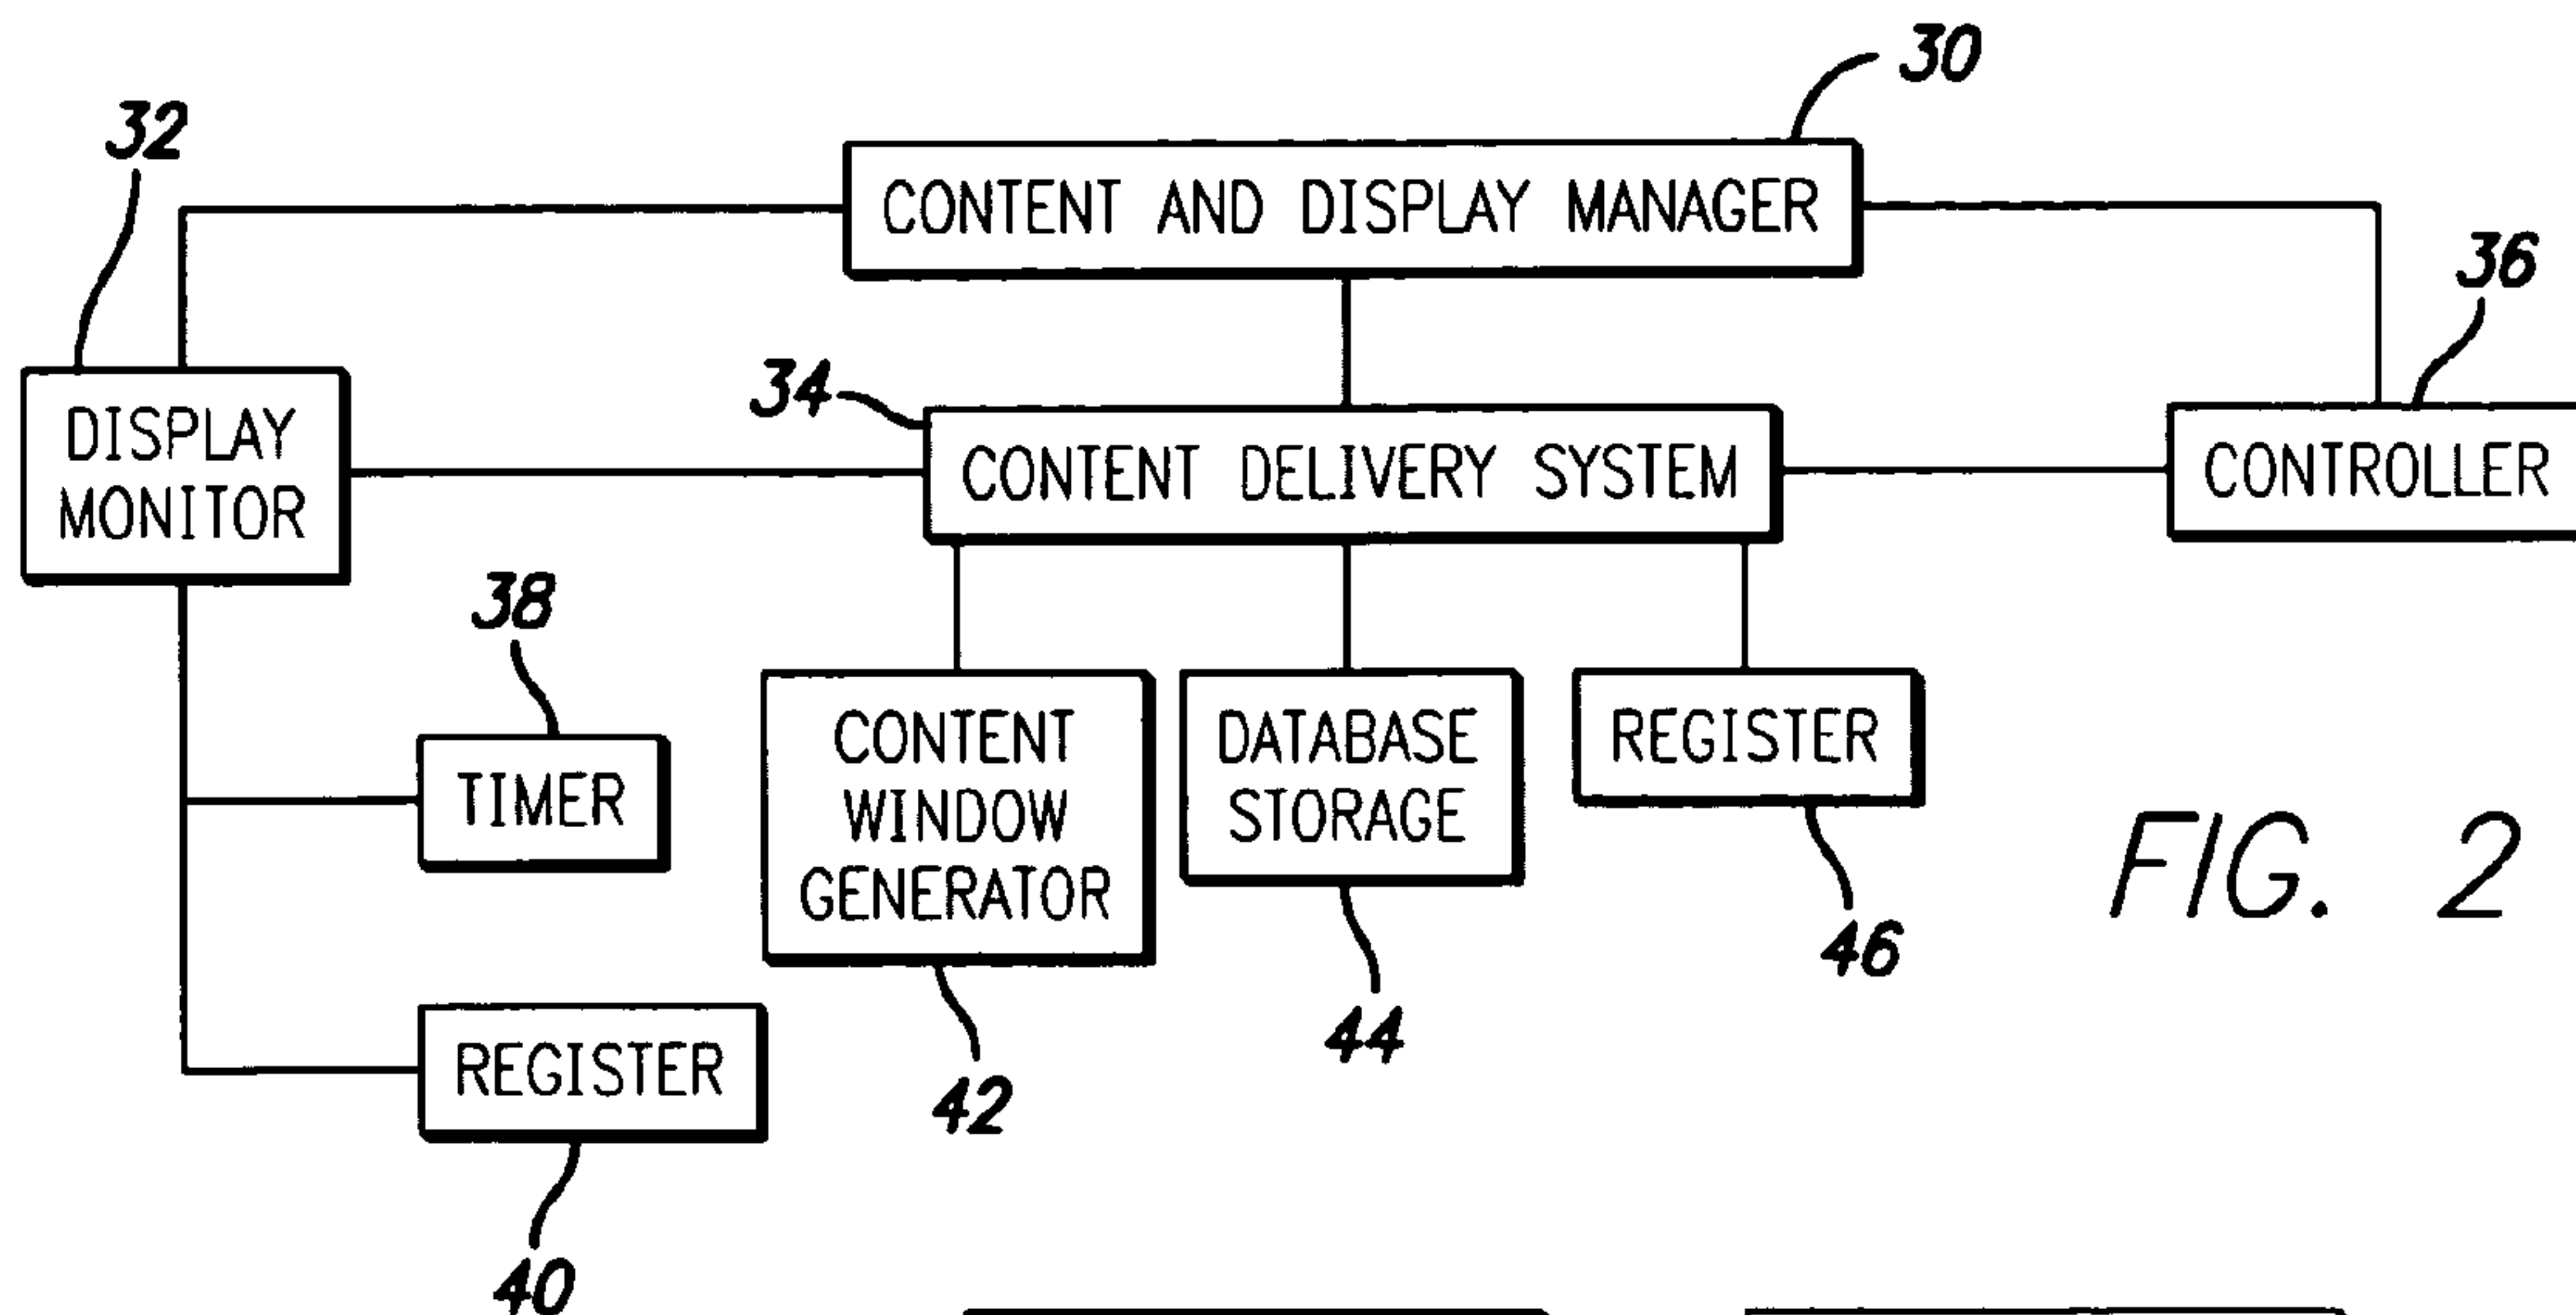 30
32
CONTENT AND DISPLAY MANAGER
36
34
DISPLAY
MONITOR
CONTENT DELIVERY SYSTEM
CONTROLLER
38
TIMER
CONTENT
WINDOW
GENERATOR
DATABASE
STORAGE
REGISTER
FIG. 2
46
44
42
REGISTER
40